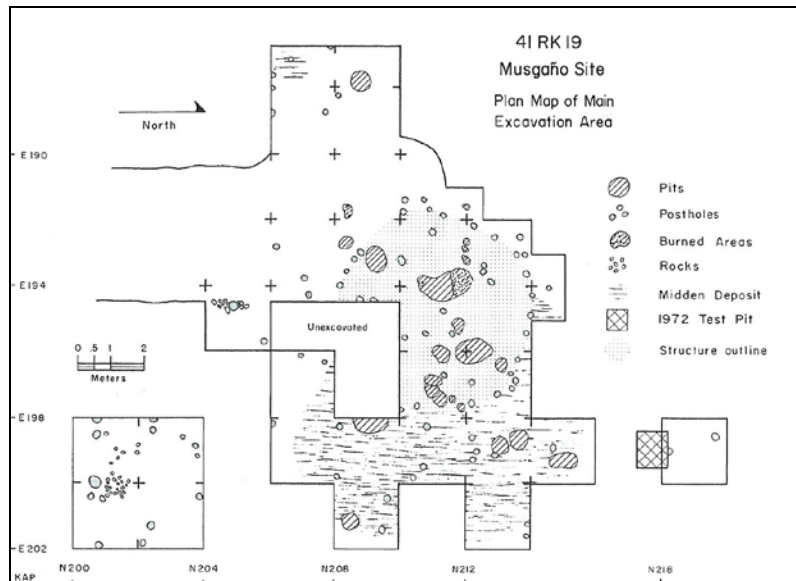 41 RK 19
Musgaño Site
Plan Map of Main
Excavation Area
North
E190
Pits
Postholes
Burned Areas
Rocks
E194
Midden Deposit
Unexcavated
1972 Test Pit
0 .5 1 2
Structure outline
Meters
E198
E202
N200
N204
N208
N212
N218
KAP